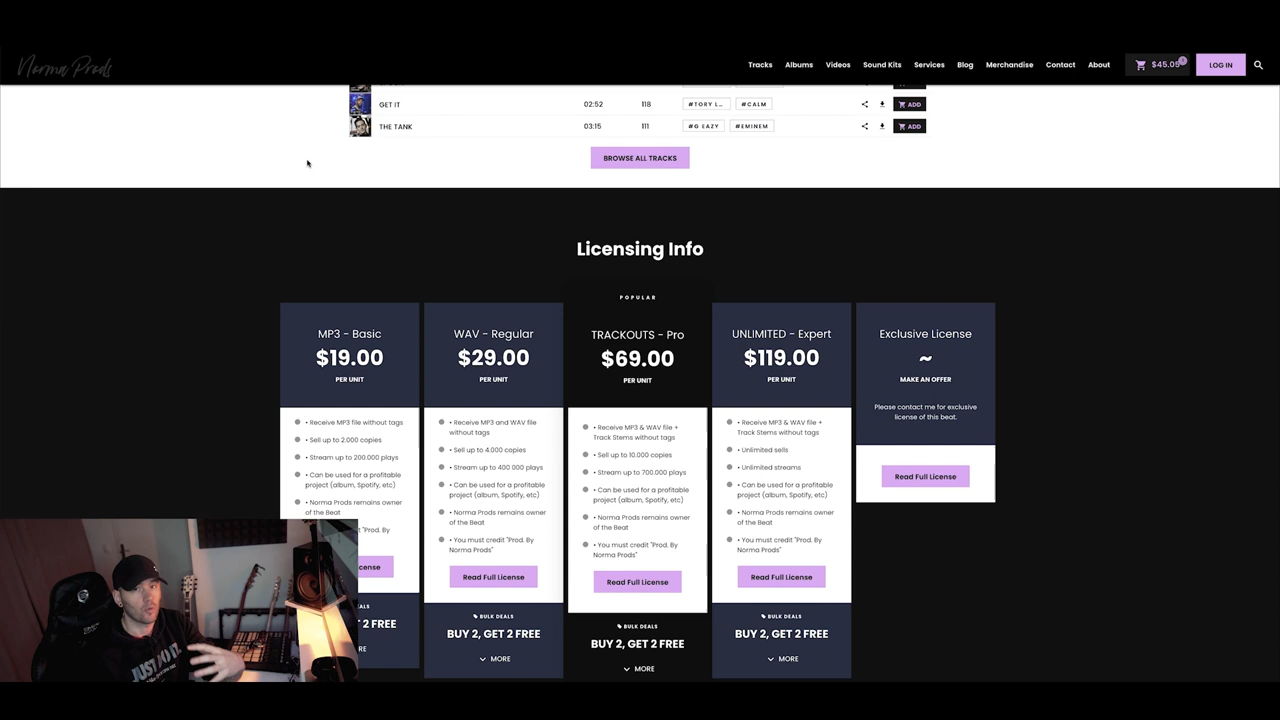 Norma Prods
Tracks Albums Videos Sound Kits Services Blog Merchandise Contact About $45.05 LOG IN
GET IT 02:52 118 #TORY L... #CALM ADD
THE TANK 03:15 111 #G EAZY #EMINEM ADD
BROWSE ALL TRACKS
Licensing Info
POPULAR
MP3 - Basic
$19.00
PER UNIT
• Receive MP3 file without tags
• Sell up to 2.000 copies
• Stream up to 200.000 plays
• Can be used for a profitable
project (album, Spotify, etc)
• Norma Prods remains owner
of the Beat
"Prod. By
2 FREE
WAV - Regular
$29.00
PER UNIT
• Receive MP3 and WAV file
without tags
• Sell up to 4.000 copies
• Stream up to 400 000 plays
• Can be used for a profitable
project (album, Spotify, etc)
• Norma Prods remains owner
of the Beat
• You must credit "Prod. By
Norma Prods"
Read Full License
BULK DEALS
BUY 2, GET 2 FREE
MORE
TRACKOUTS - Pro
$69.00
PER UNIT
• Receive MP3 & WAV file +
Track Stems without tags
• Sell up to 10.000 copies
• Stream up to 700.000 plays
• Can be used for a profitable
project (album, Spotify, etc)
• Norma Prods remains owner
of the Beat
• You must credit "Prod. By
Norma Prods"
Read Full License
BULK DEALS
BUY 2, GET 2 FREE
MORE
UNLIMITED - Expert
$119.00
PER UNIT
• Receive MP3 & WAV file +
Track Stems without tags
• Unlimited sells
• Unlimited streams
• Can be used for a profitable
project (album, Spotify, etc)
• Norma Prods remains owner
of the Beat
• You must credit "Prod. By
Norma Prods"
Read Full License
BULK DEALS
BUY 2, GET 2 FREE
MORE
Exclusive License
~
MAKE AN OFFER
Please contact me for exclusive
license of this beat.
Read Full License
JUST DO IT.